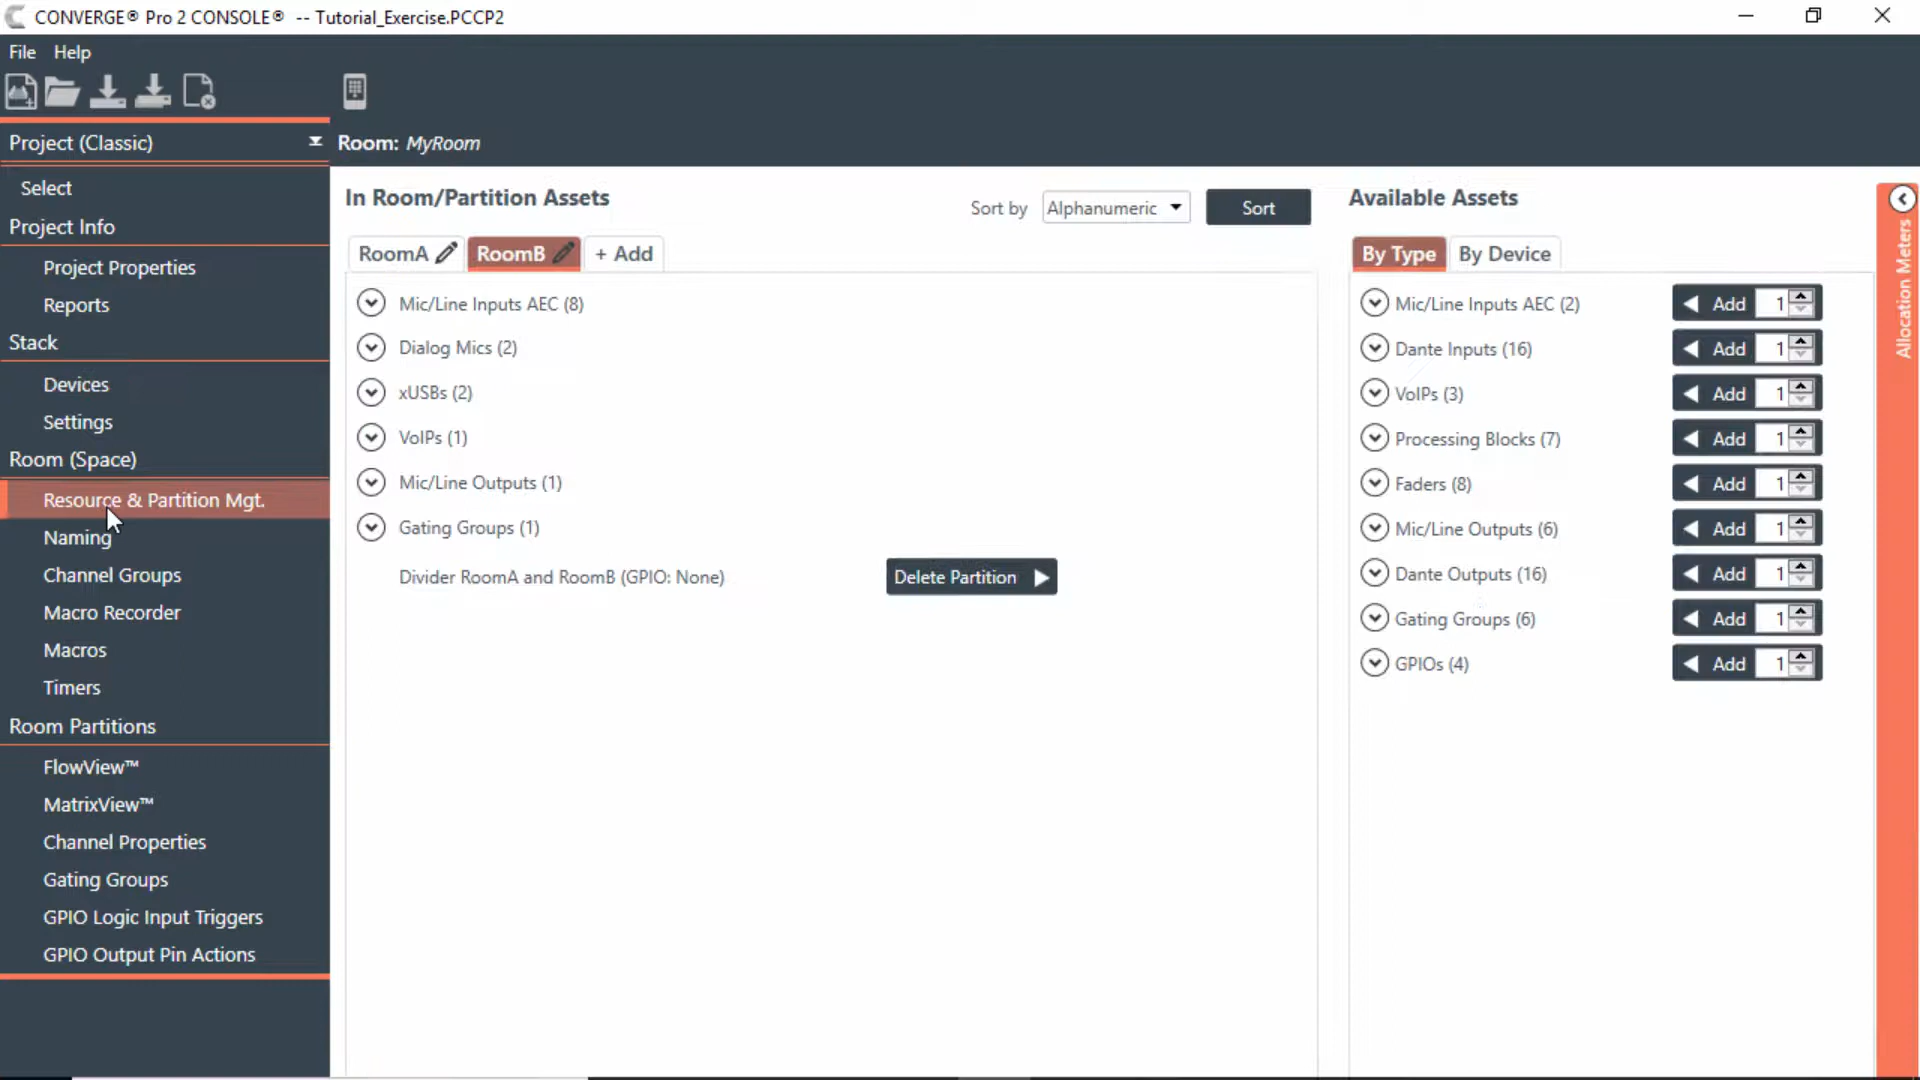 CONVERGE® Pro 2 CONSOLE® -- Tutorial_Exercise.PCCP2
File Help
Project (Classic)
Room: MyRoom
Select
Project Info
Project Properties
Reports
Stack
Devices
Settings
Room (Space)
Resource & Partition Mgt.
Naming
Channel Groups
Macro Recorder
Macros
Timers
Room Partitions
FlowView™
MatrixView™
Channel Properties
Gating Groups
GPIO Logic Input Triggers
GPIO Output Pin Actions
In Room/Partition Assets
Sort by Alphanumeric Sort
RoomA RoomB + Add
Mic/Line Inputs AEC (8)
Dialog Mics (2)
xUSBs (2)
VoIPs (1)
Mic/Line Outputs (1)
Gating Groups (1)
Divider RoomA and RoomB (GPIO: None) Delete Partition
Available Assets
By Type By Device
Mic/Line Inputs AEC (2) Add 1
Dante Inputs (16) Add 1
VoIPs (3) Add 1
Processing Blocks (7) Add 1
Faders (8) Add 1
Mic/Line Outputs (6) Add 1
Dante Outputs (16) Add 1
Gating Groups (6) Add 1
GPIOs (4) Add 1
Allocation Meters